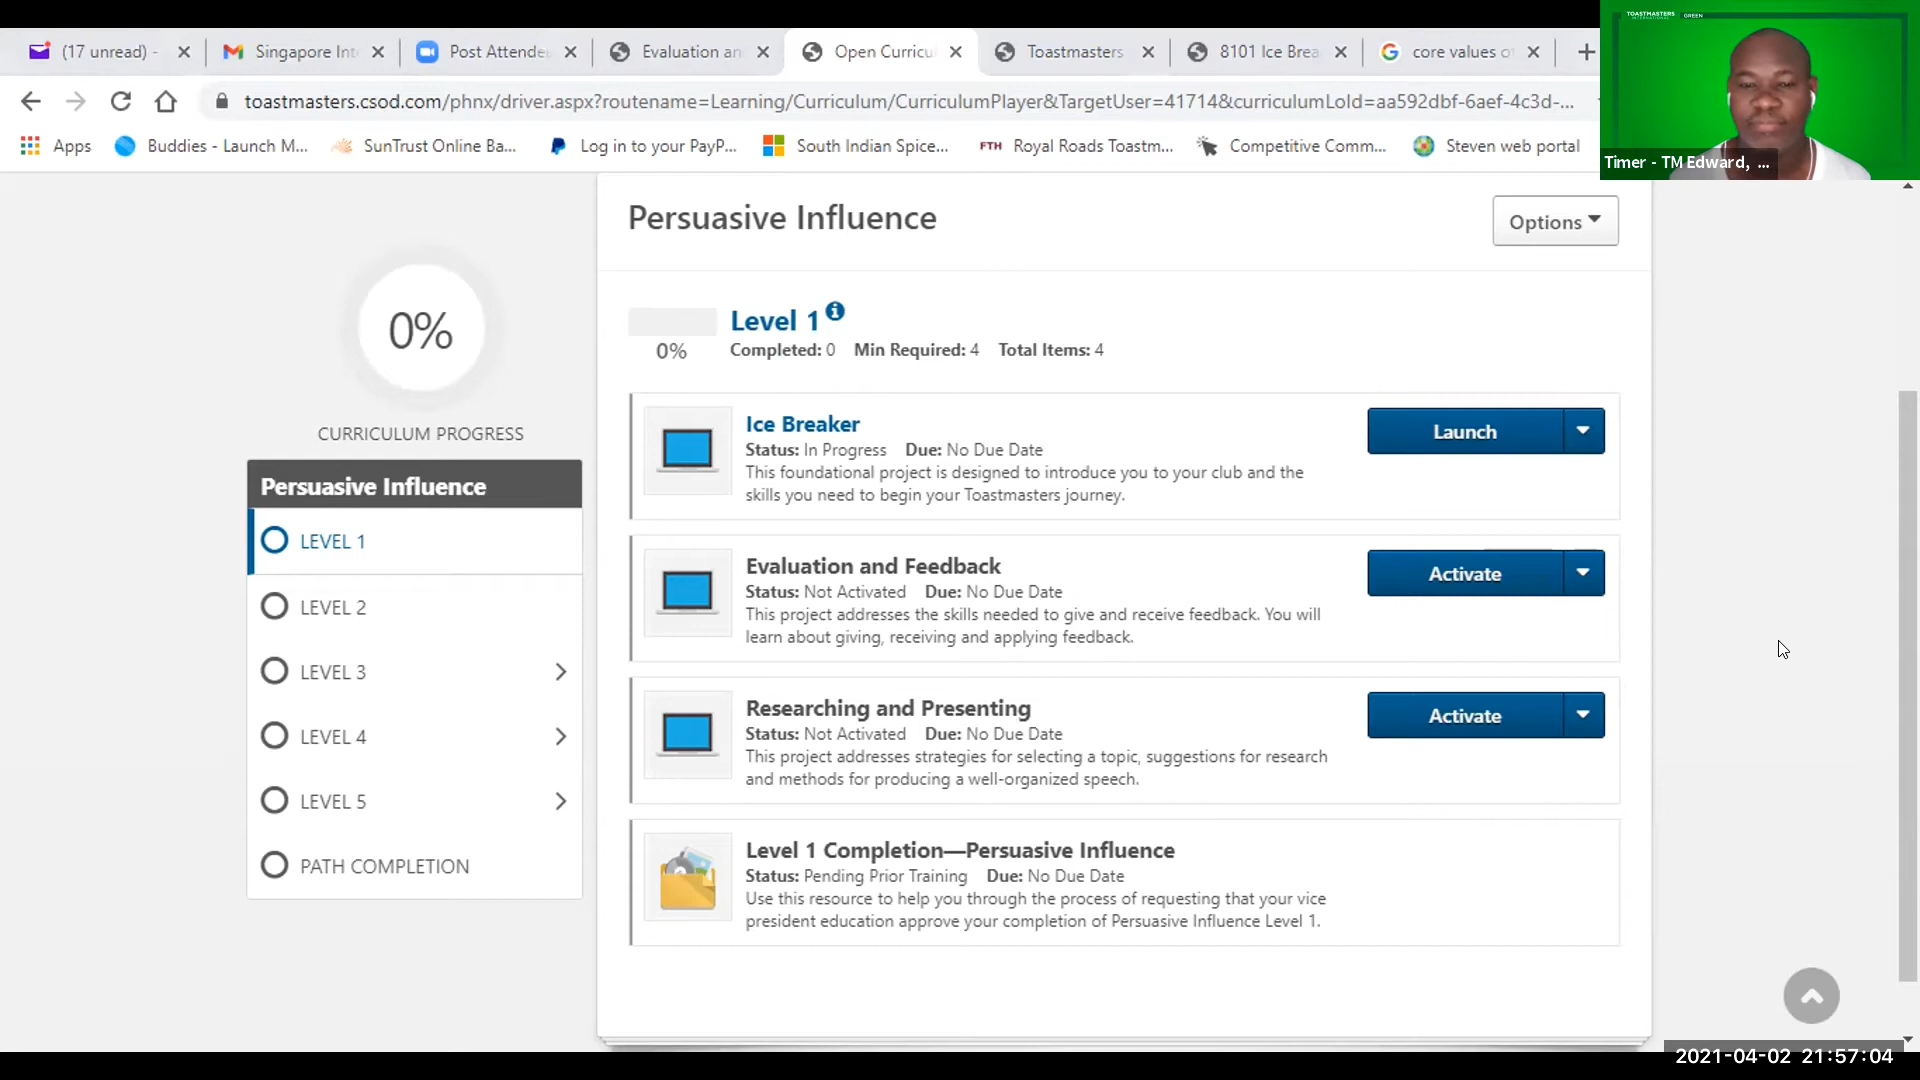 (17 unread) -
Singapore Int
Post Attende
Evaluation an
Open Curricu
Toastmasters
8101 Ice Brea
core values o
TOASTMASTERS
INTERNATIONAL
GREEN
toastmasters.csod.com/phnx/driver.aspx?routename=Learning/Curriculum/CurriculumPlayer&TargetUser=41714&curriculumLoId=aa592dbf-6aef-4c3d-...
Apps
Buddies - Launch M...
SunTrust Online Ba...
Log in to your PayP...
South Indian Spice...
FTH Royal Roads Toastm...
Competitive Comm...
Steven web portal
Timer - TM Edward, ...
Persuasive Influence
Options
0%
CURRICULUM PROGRESS
Persuasive Influence
LEVEL 1
LEVEL 2
LEVEL 3
LEVEL 4
LEVEL 5
PATH COMPLETION
Level 1
0%
Completed: 0 Min Required: 4 Total Items: 4
Ice Breaker
Status: In Progress Due: No Due Date
This foundational project is designed to introduce you to your club and the
skills you need to begin your Toastmasters journey.
Launch
Evaluation and Feedback
Status: Not Activated Due: No Due Date
This project addresses the skills needed to give and receive feedback. You will
learn about giving, receiving and applying feedback.
Activate
Researching and Presenting
Status: Not Activated Due: No Due Date
This project addresses strategies for selecting a topic, suggestions for research
and methods for producing a well-organized speech.
Activate
Level 1 Completion—Persuasive Influence
Status: Pending Prior Training Due: No Due Date
Use this resource to help you through the process of requesting that your vice
president education approve your completion of Persuasive Influence Level 1.
2021-04-02 21:57:04